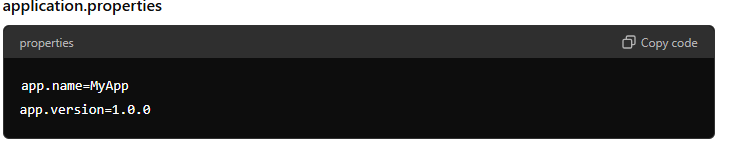 application.properties
properties
Copy code
app.name=MyApp
app.version=1.0.0